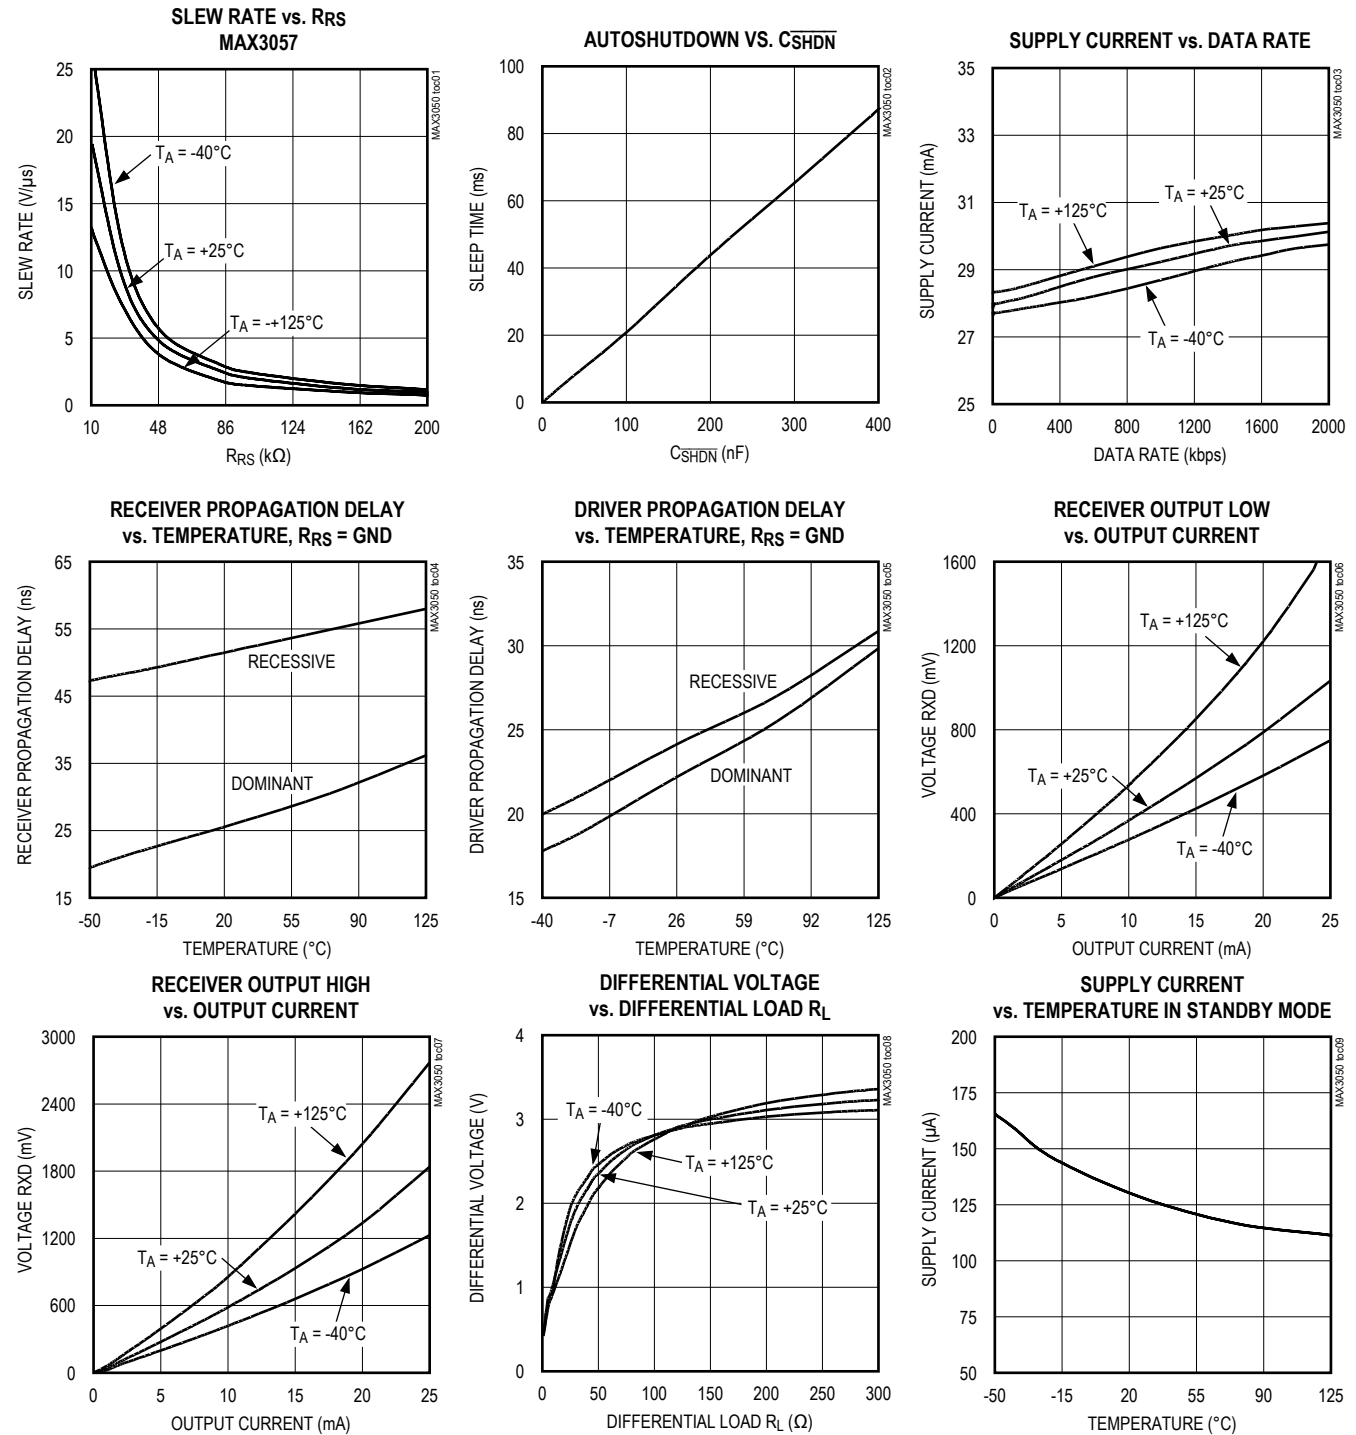 SLEW RATE vs. RRS
MAX3057
25
20
15
10
5
0
SLEW RATE (V/µs)
TA = -40°C
TA = +25°C
TA = -+125°C
10 48 86 124 162 200
RRS (kΩ)
MAX3050 toc01
AUTOSHUTDOWN VS. CSHDN
100
80
60
40
20
0
SLEEP TIME (ms)
0 100 200 300 400
CSHDN (nF)
MAX3050 toc02
SUPPLY CURRENT vs. DATA RATE
35
33
31
29
27
25
SUPPLY CURRENT (mA)
TA = +25°C
TA = +125°C
TA = -40°C
0 400 800 1200 1600 2000
DATA RATE (kbps)
MAX3050 toc03
RECEIVER PROPAGATION DELAY
vs. TEMPERATURE, RRS = GND
65
55
45
35
25
15
RECEIVER PROPAGATION DELAY (ns)
RECESSIVE
DOMINANT
-50 -15 20 55 90 125
TEMPERATURE (°C)
MAX3050 toc04
DRIVER PROPAGATION DELAY
vs. TEMPERATURE, RRS = GND
35
30
25
20
15
DRIVER PROPAGATION DELAY (ns)
RECESSIVE
DOMINANT
-40 -7 26 59 92 125
TEMPERATURE (°C)
MAX3050 toc05
RECEIVER OUTPUT LOW
vs. OUTPUT CURRENT
1600
1200
800
400
0
VOLTAGE RXD (mV)
TA = +125°C
TA = +25°C
TA = -40°C
0 5 10 15 20 25
OUTPUT CURRENT (mA)
MAX3050 toc06
RECEIVER OUTPUT HIGH
vs. OUTPUT CURRENT
3000
2400
1800
1200
600
0
VOLTAGE RXD (mV)
TA = +125°C
TA = +25°C
TA = -40°C
0 5 10 15 20 25
OUTPUT CURRENT (mA)
MAX3050 toc07
DIFFERENTIAL VOLTAGE
vs. DIFFERENTIAL LOAD RL
4
3
2
1
0
DIFFERENTIAL VOLTAGE (V)
TA = -40°C
TA = +125°C
TA = +25°C
0 50 100 150 200 250 300
DIFFERENTIAL LOAD RL (Ω)
MAX3050 toc08
SUPPLY CURRENT
vs. TEMPERATURE IN STANDBY MODE
200
175
150
125
100
75
50
SUPPLY CURRENT (µA)
-50 -15 20 55 90 125
TEMPERATURE (°C)
MAX3050 toc09